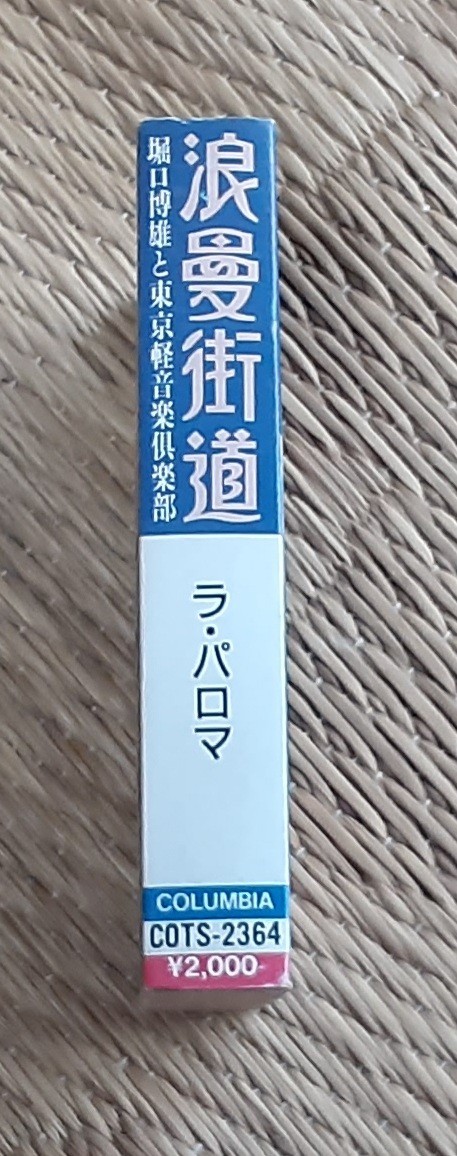 浪曼街道
堀口博雄と東京軽音楽倶楽部
ラ・パロマ
COLUMBIA
COTS-2364
¥2,000